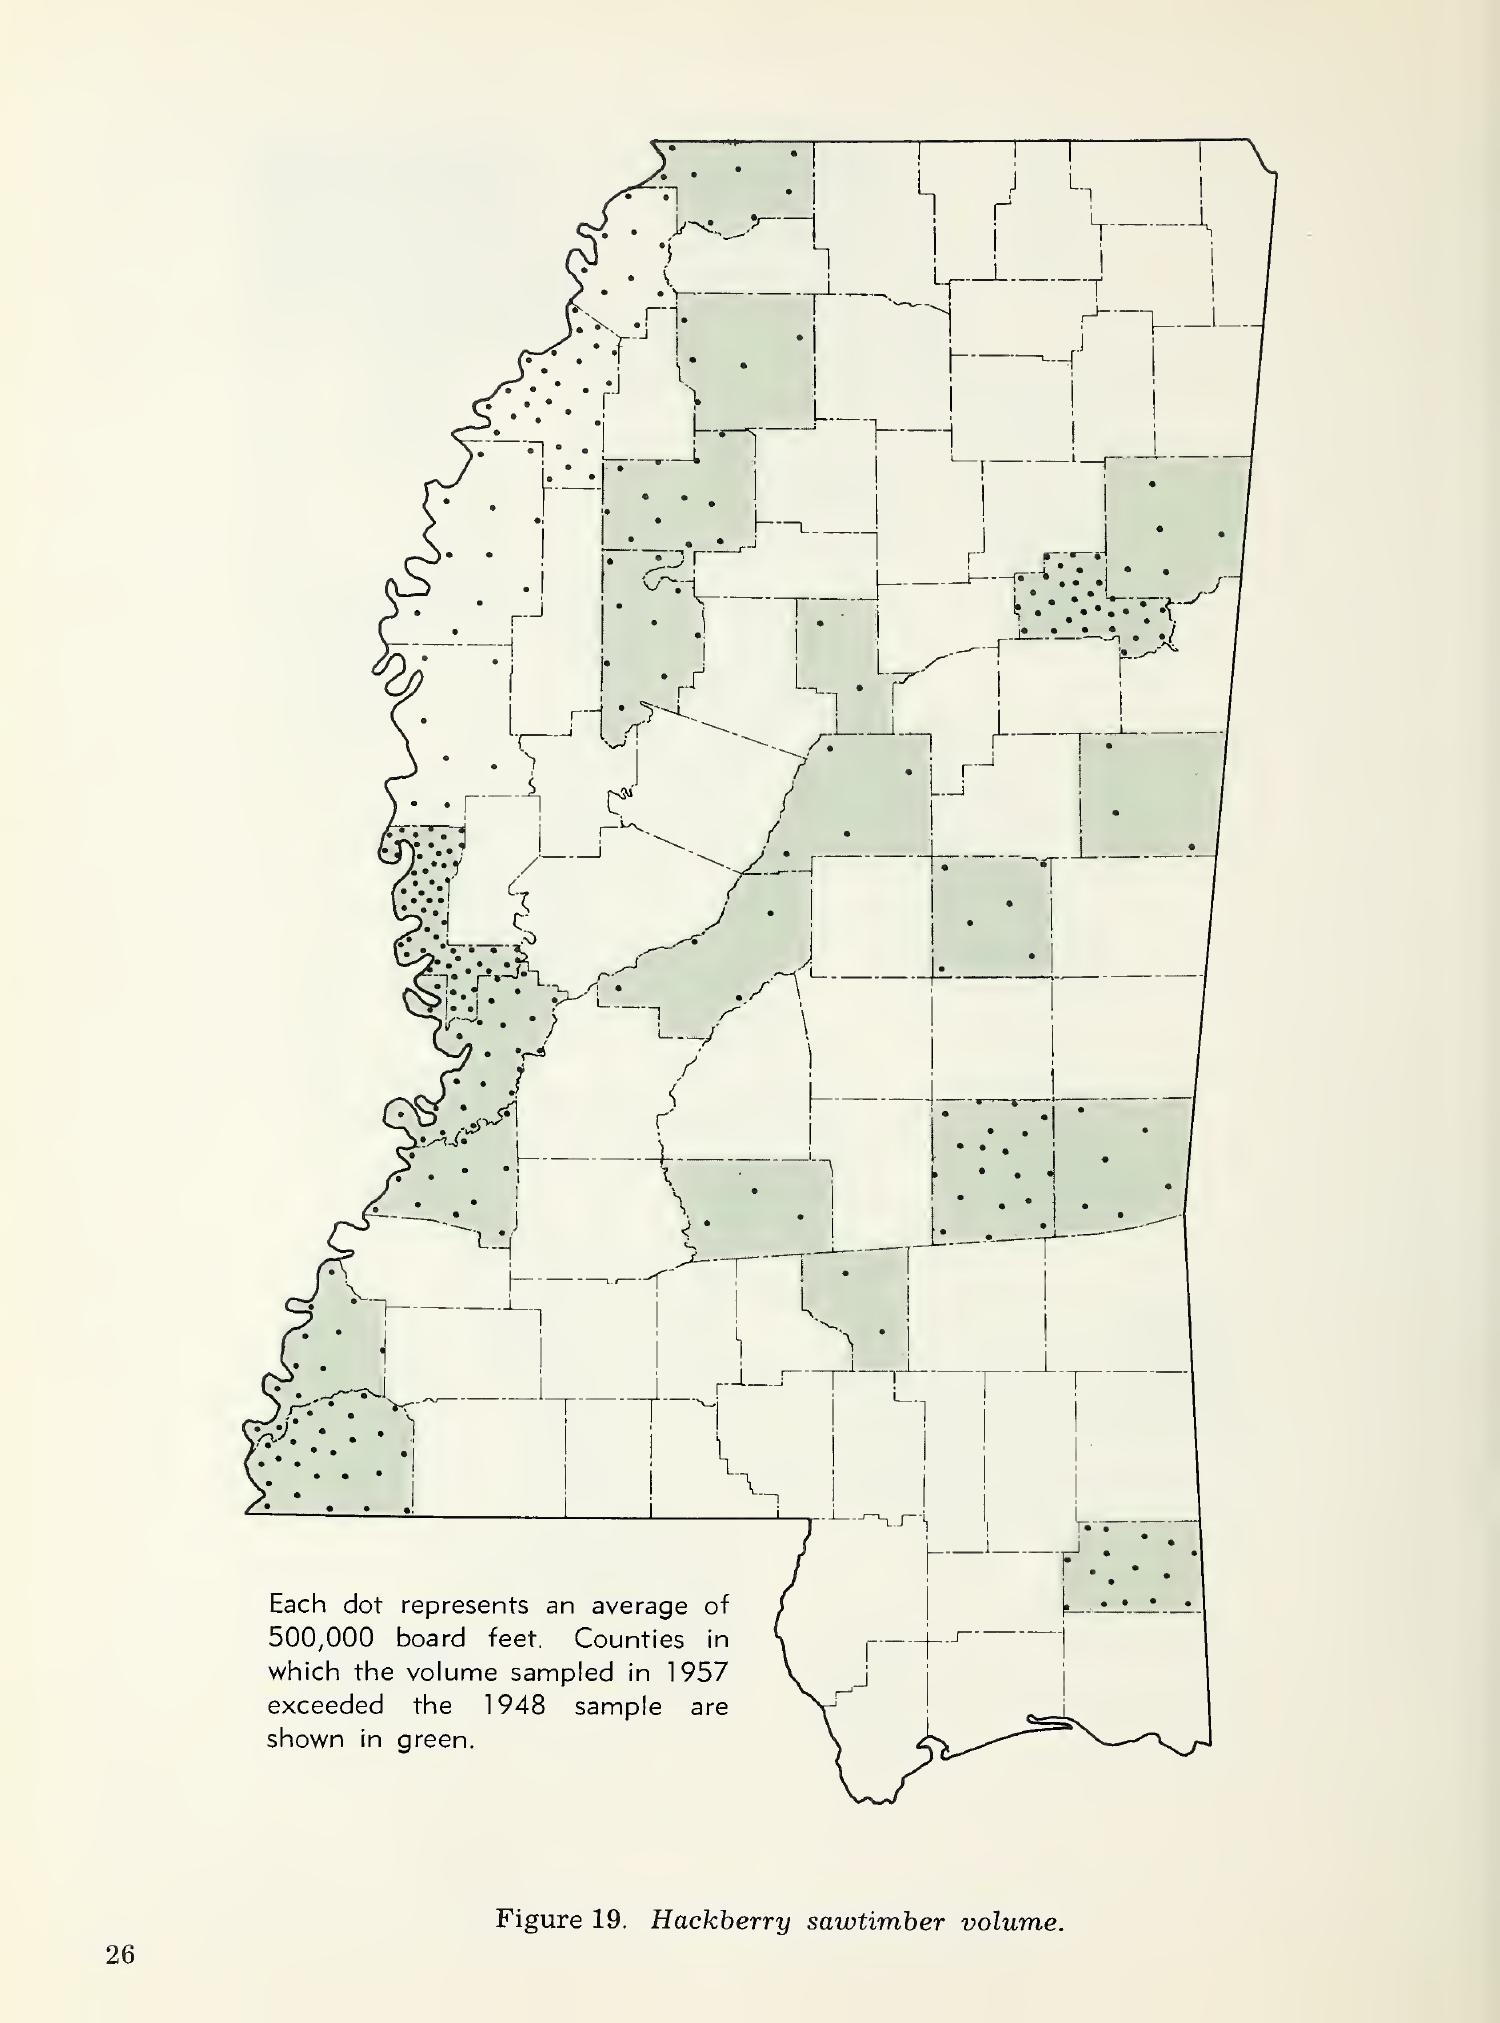 Each dot represents an average of
500,000 board feet. Counties in
which the volume sampled in 1957
exceeded the 1948 sample are
shown in green.
Figure 19. Hackberry sawtimber volume.
26